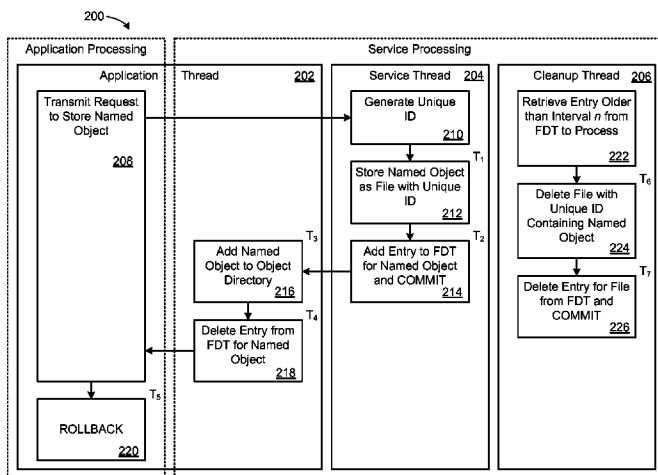 200
Application Processing
Service Processing
Application Thread 202
Transmit Request
to Store Named
Object
208
Add Named
Object to Object
Directory
216
T3
Delete Entry from
FDT for Named
Object
218
T4
ROLLBACK
220
T5
Service Thread 204
Generate Unique
ID
210
T1
Store Named Object
as File with Unique
ID
212
T2
Add Entry to FDT
for Named Object
and COMMIT
214
Cleanup Thread 206
Retrieve Entry Older
than Interval n from
FDT to Process
222
T6
Delete File with
Unique ID
Containing Named
Object
224
T7
Delete Entry for File
from FDT and
COMMIT
226